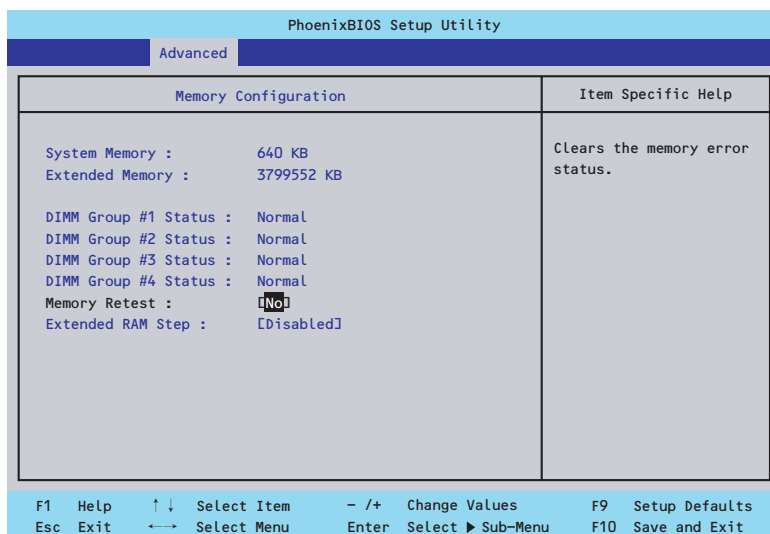 PhoenixBIOS Setup Utility
Advanced
Memory Configuration
Item Specific Help
System Memory : 640 KB
Extended Memory : 3799552 KB
DIMM Group #1 Status : Normal
DIMM Group #2 Status : Normal
DIMM Group #3 Status : Normal
DIMM Group #4 Status : Normal
Memory Retest : [No]
Extended RAM Step : [Disabled]
Clears the memory error
status.
F1 Help ↑↓ Select Item - /+ Change Values F9 Setup Defaults
Esc Exit ←→ Select Menu Enter Select ▶ Sub-Menu F10 Save and Exit